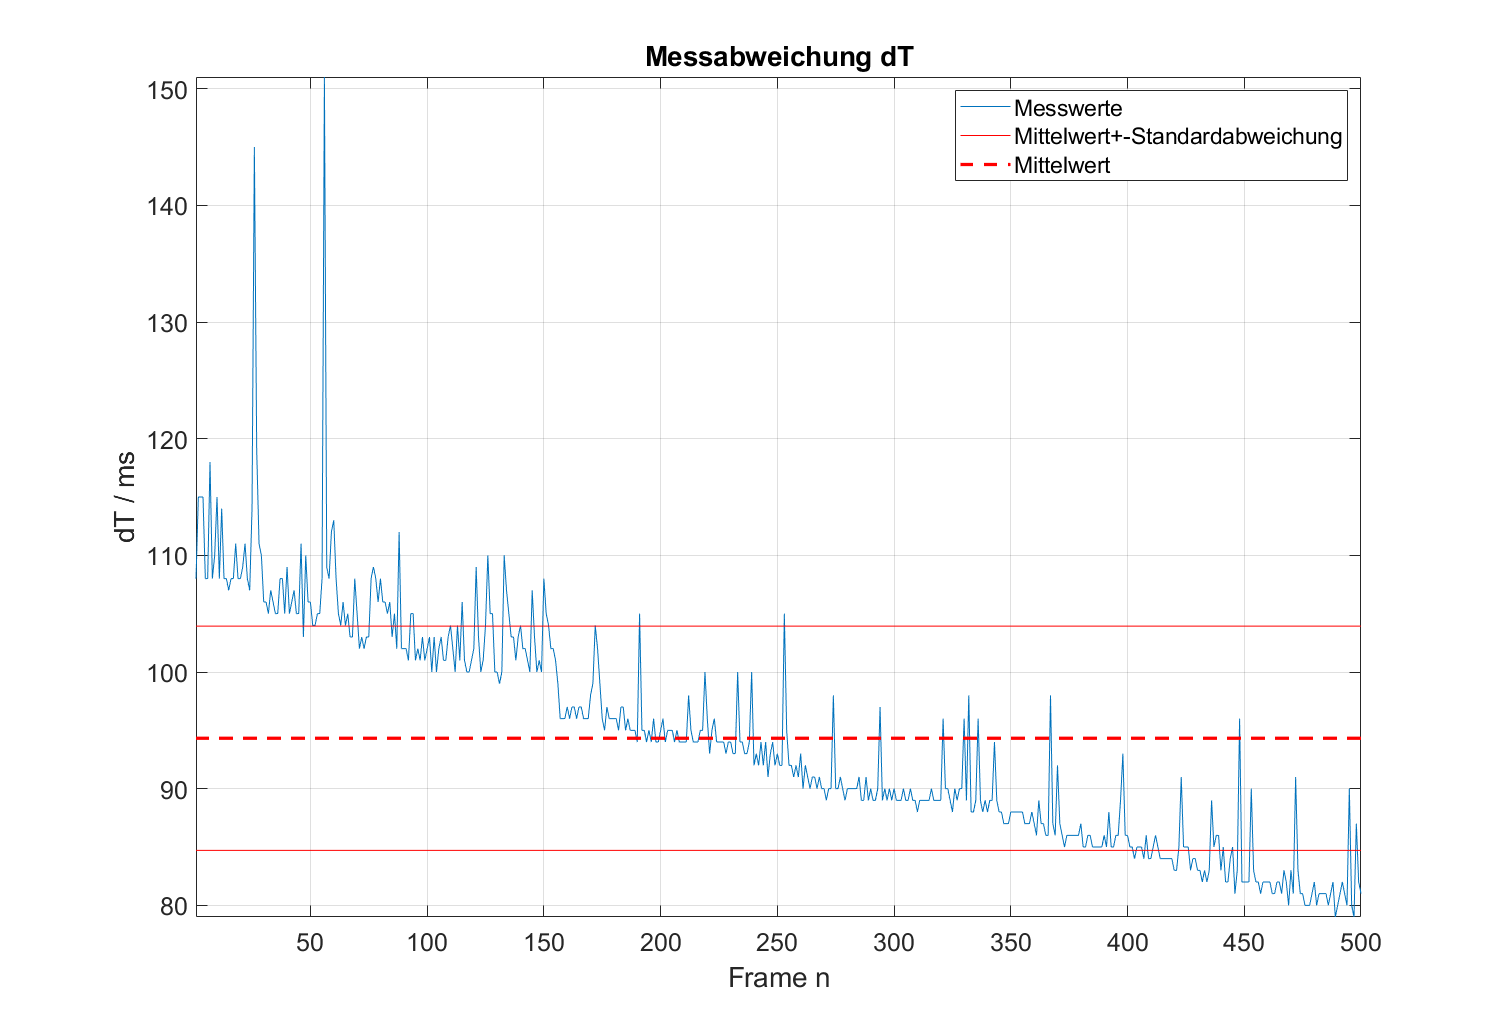 Messabweichung dT
150
140
130
120
110
100
90
80
dT / ms
Messwerte
Mittelwert+-Standardabweichung
Mittelwert
50 100 150 200 250 300 350 400 450 500
Frame n